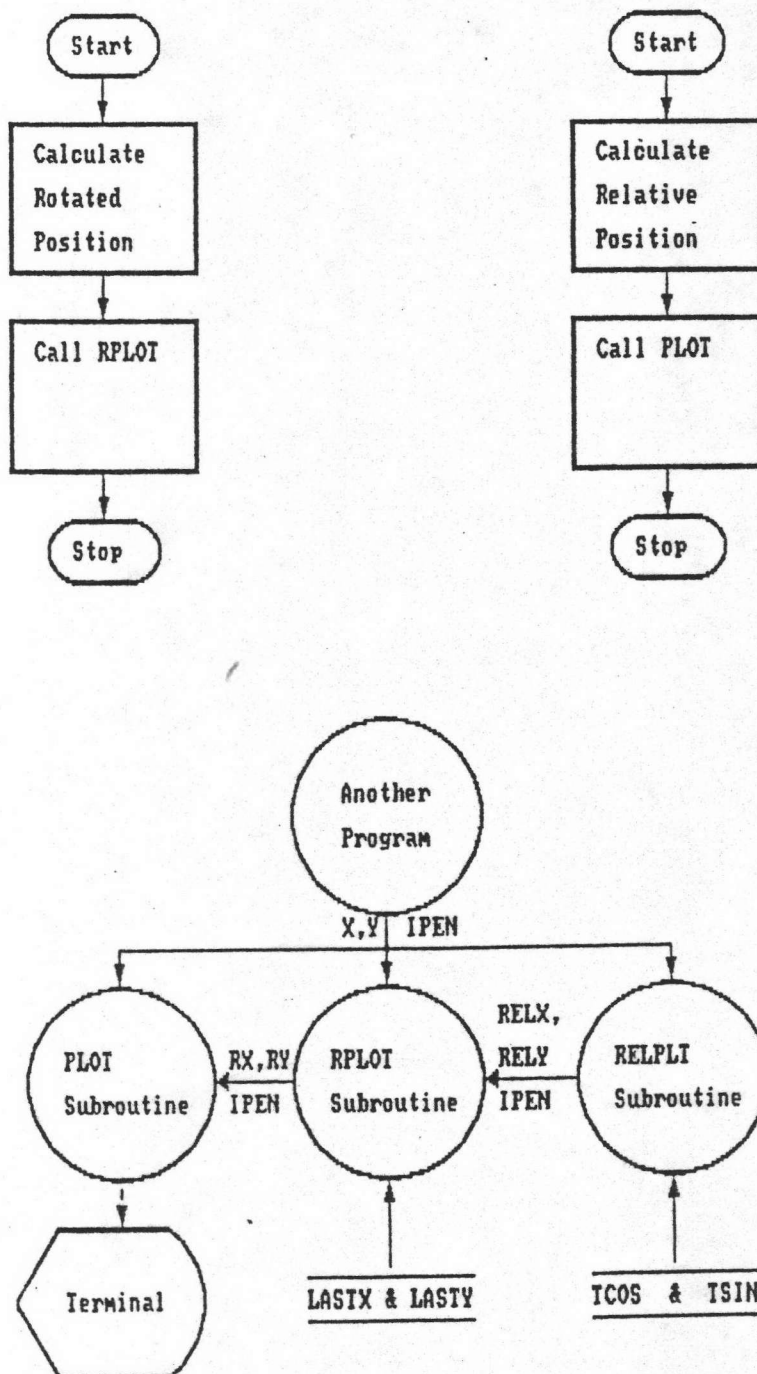 Start
Calculate
Rotated
Position
Call RPLOT
Stop
Start
Calculate
Relative
Position
Call PLOT
Stop
Another
Program
X,Y IPEN
PLOT
Subroutine
RX,RY
IPEN
RPLOT
Subroutine
RELX,
RELY
IPEN
RELPLT
Subroutine
Terminal
LASTX & LASTY
TCOS & TSIN